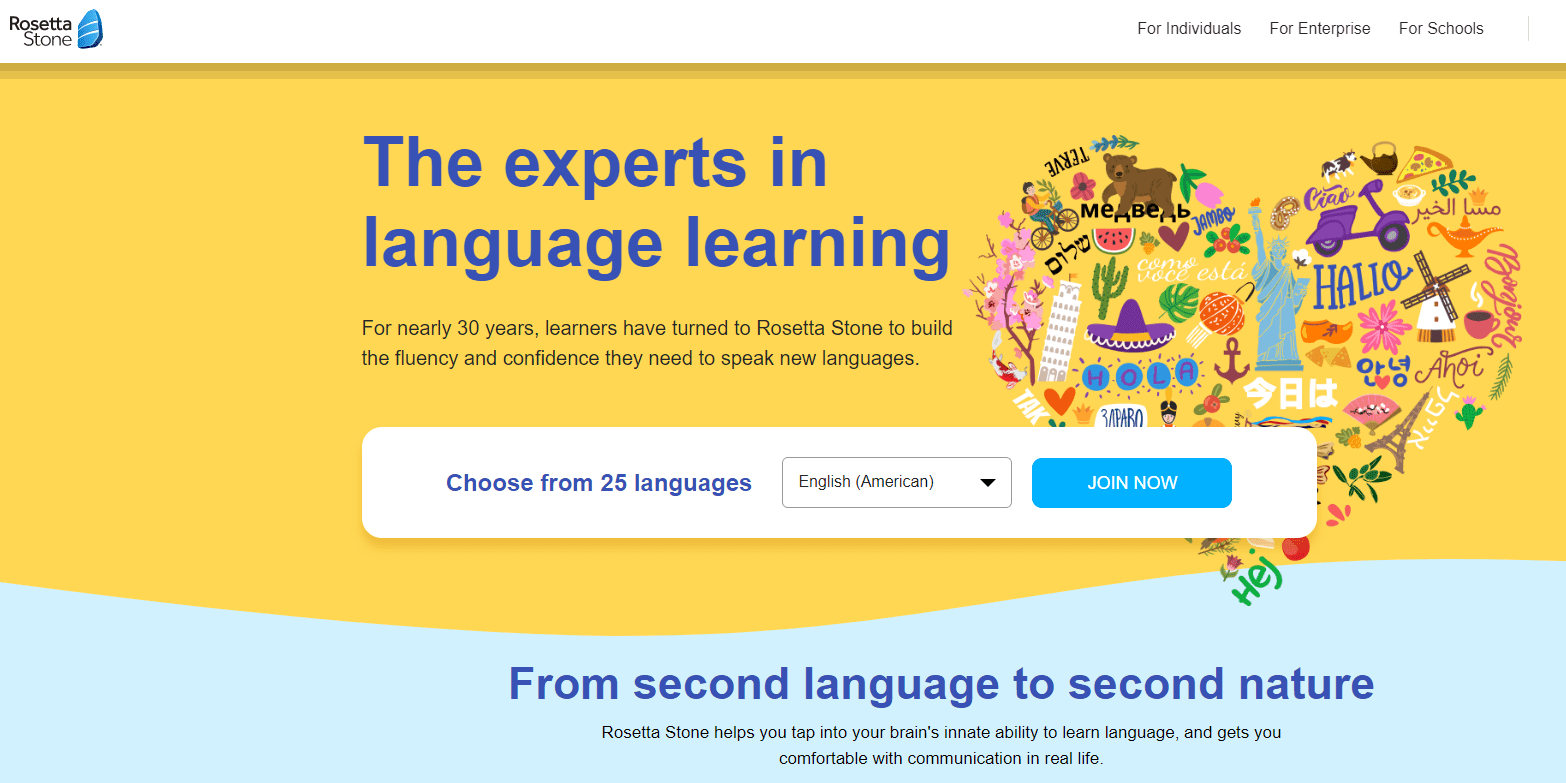 Rosetta
Stone
For Individuals
For Enterprise
For Schools
The experts in
language learning
For nearly 30 years, learners have turned to Rosetta Stone to build
the fluency and confidence they need to speak new languages.
TERVE
медведь
JAMBO
שלום
como
você está
Ciao
مسا الخير
HALLO
Bonjour
HOLA
안녕
Ahoi
今日は
TAK
Hej
Choose from 25 languages
English (American)
JOIN NOW
From second language to second nature
Rosetta Stone helps you tap into your brain's innate ability to learn language, and gets you
comfortable with communication in real life.